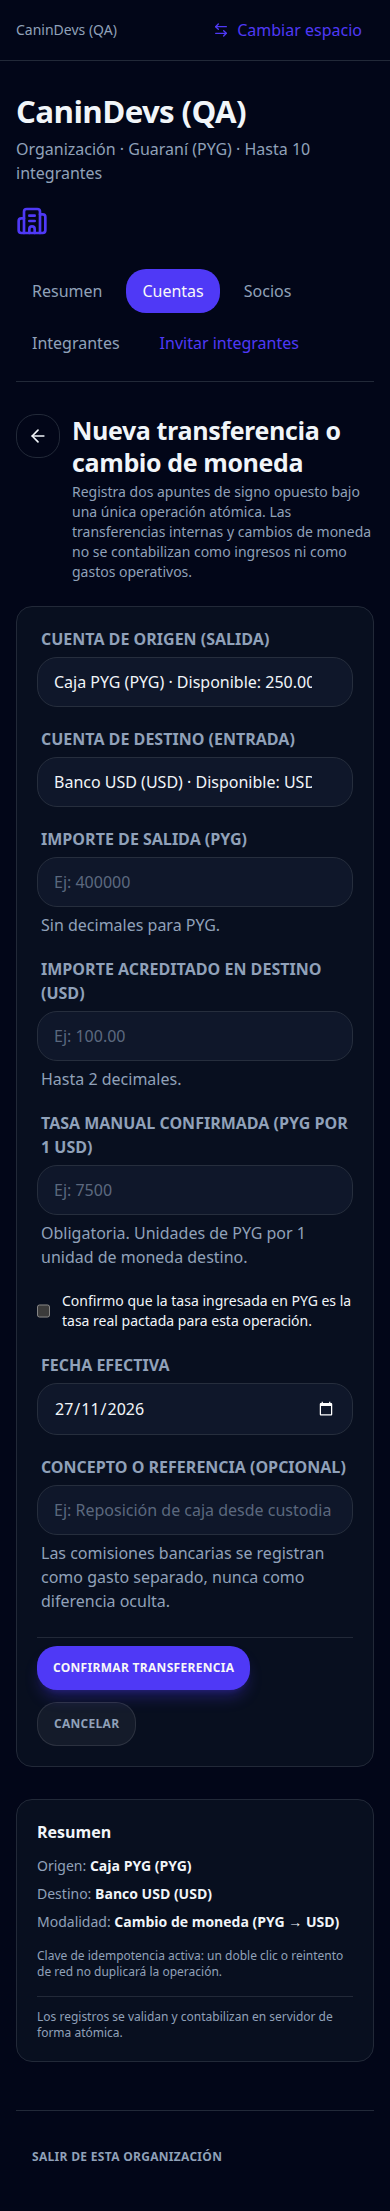 CaninDevs (QA)
Cambiar espacio
CaninDevs (QA)
Organización · Guaraní (PYG) · Hasta 10
integrantes
Resumen
Cuentas
Socios
Integrantes
Invitar integrantes
Nueva transferencia o
cambio de moneda
Registra dos apuntes de signo opuesto bajo
una única operación atómica. Las
transferencias internas y cambios de moneda
no se contabilizan como ingresos ni como
gastos operativos.
CUENTA DE ORIGEN (SALIDA)
Caja PYG (PYG) · Disponible: 250.00
CUENTA DE DESTINO (ENTRADA)
Banco USD (USD) · Disponible: USD
IMPORTE DE SALIDA (PYG)
Ej: 400000
Sin decimales para PYG.
IMPORTE ACREDITADO EN DESTINO
(USD)
Ej: 100.00
Hasta 2 decimales.
TASA MANUAL CONFIRMADA (PYG POR
1 USD)
Ej: 7500
Obligatoria. Unidades de PYG por 1
unidad de moneda destino.
Confirmo que la tasa ingresada en PYG es la
tasa real pactada para esta operación.
FECHA EFECTIVA
27/11/2026
CONCEPTO O REFERENCIA (OPCIONAL)
Ej: Reposición de caja desde custodia
Las comisiones bancarias se registran
como gasto separado, nunca como
diferencia oculta.
CONFIRMAR TRANSFERENCIA
CANCELAR
Resumen
Origen: Caja PYG (PYG)
Destino: Banco USD (USD)
Modalidad: Cambio de moneda (PYG → USD)
Clave de idempotencia activa: un doble clic o reintento
de red no duplicará la operación.
Los registros se validan y contabilizan en servidor de
forma atómica.
SALIR DE ESTA ORGANIZACIÓN